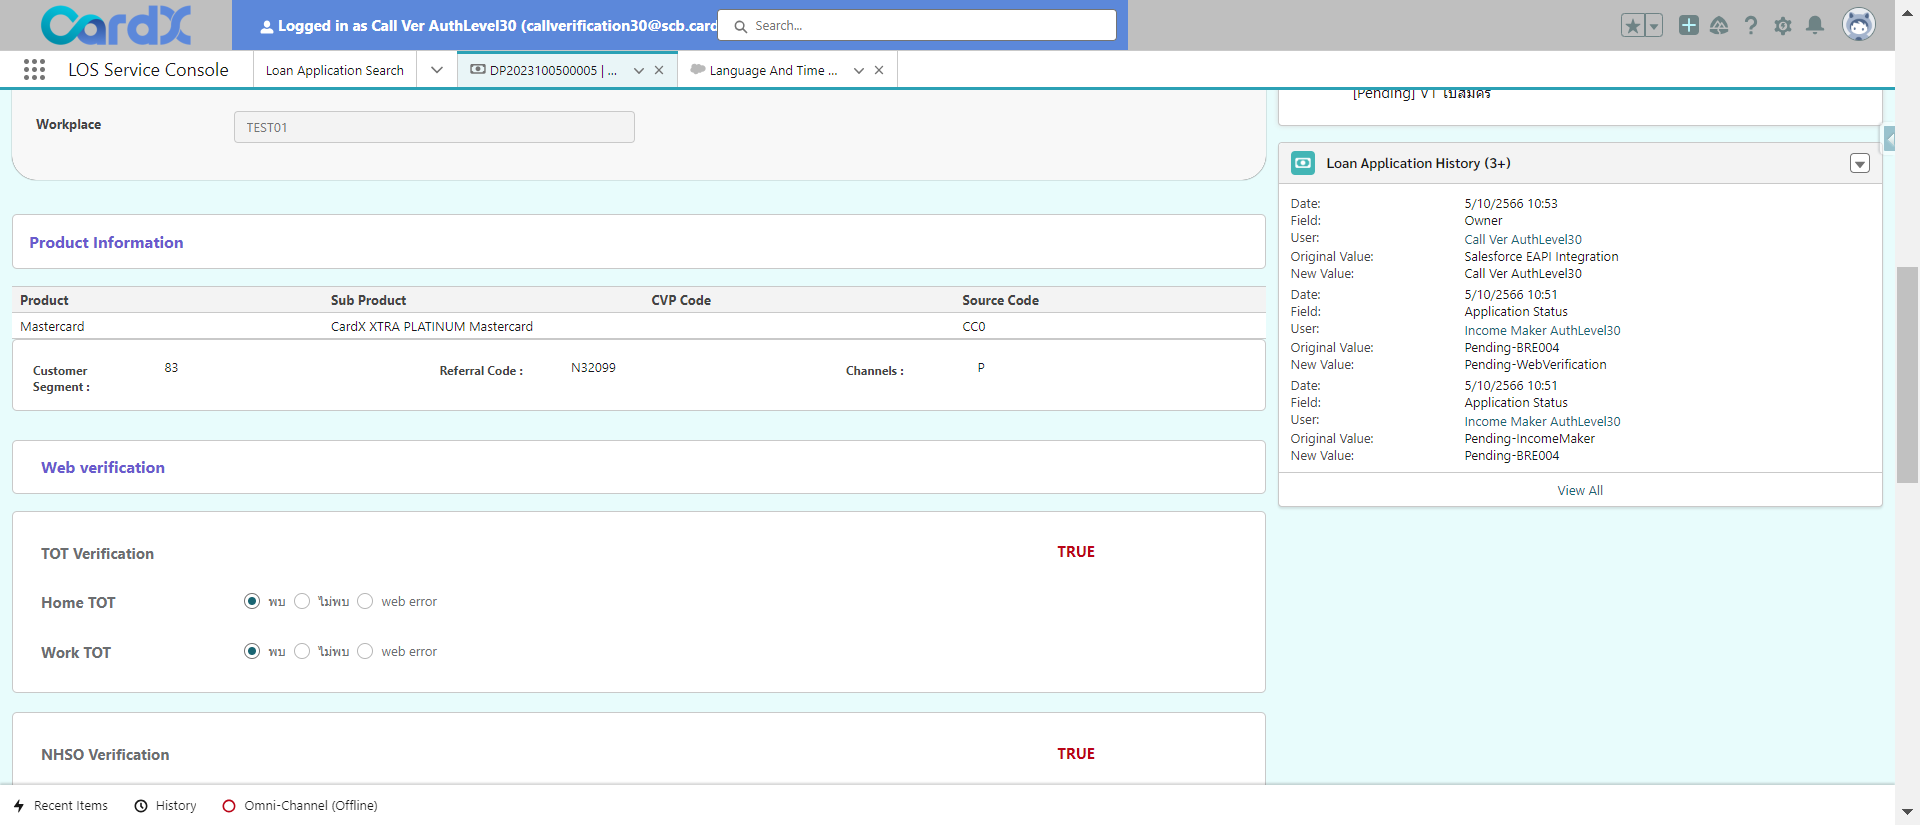 CardX
Logged in as Call Ver AuthLevel30 (callverification30@scb.card
Search...
LOS Service Console
Loan Application Search
DP2023100500005 | ...
Language And Time ...
Workplace
TEST01
Product Information
Product Sub Product CVP Code Source Code
Mastercard CardX XTRA PLATINUM Mastercard CC0
Customer Segment : 83 Referral Code : N32099 Channels : P
Web verification
TOT Verification TRUE
Home TOT พบ ไม่พบ web error
Work TOT พบ ไม่พบ web error
NHSO Verification TRUE
[Pending] VT ใบสมัคร
Loan Application History (3+)
Date: 5/10/2566 10:53
Field: Owner
User: Call Ver AuthLevel30
Original Value: Salesforce EAPI Integration
New Value: Call Ver AuthLevel30
Date: 5/10/2566 10:51
Field: Application Status
User: Income Maker AuthLevel30
Original Value: Pending-BRE004
New Value: Pending-WebVerification
Date: 5/10/2566 10:51
Field: Application Status
User: Income Maker AuthLevel30
Original Value: Pending-IncomeMaker
New Value: Pending-BRE004
View All
Recent Items History Omni-Channel (Offline)